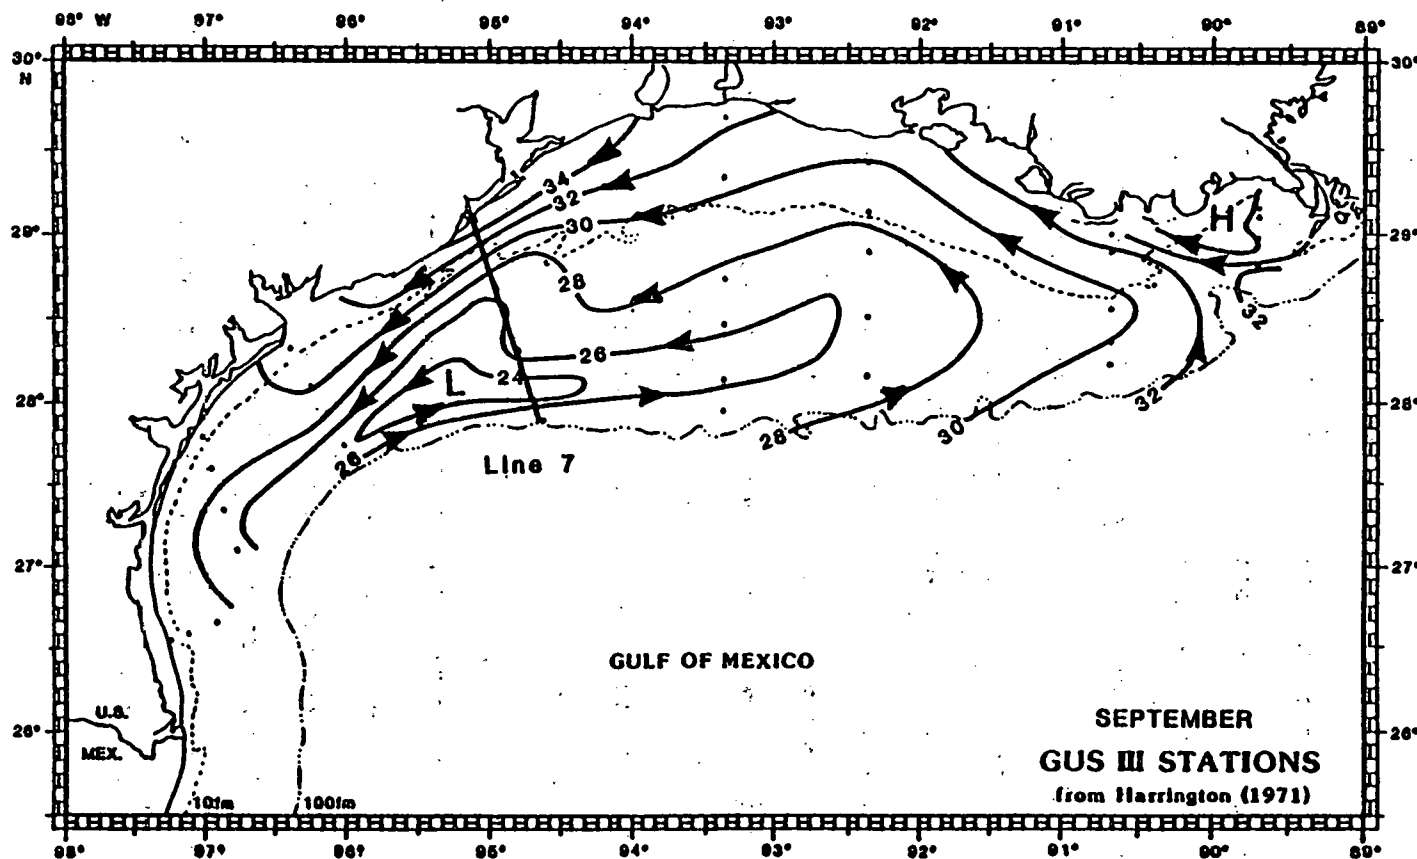 98° W 97° 96° 95° 94° 93° 92° 91° 90° 89°
30° 30°
N
34
32
30
H
29° 29°
28
32
26
L 24
28° 28°
32
30
28
26
Line 7
27° 27°
GULF OF MEXICO
U.S.
SEPTEMBER
26° 26°
MEX.
GUS III STATIONS
from Harrington (1971)
10fm 100fm
98° 97° 96° 95° 94° 93° 92° 91° 90° 89°